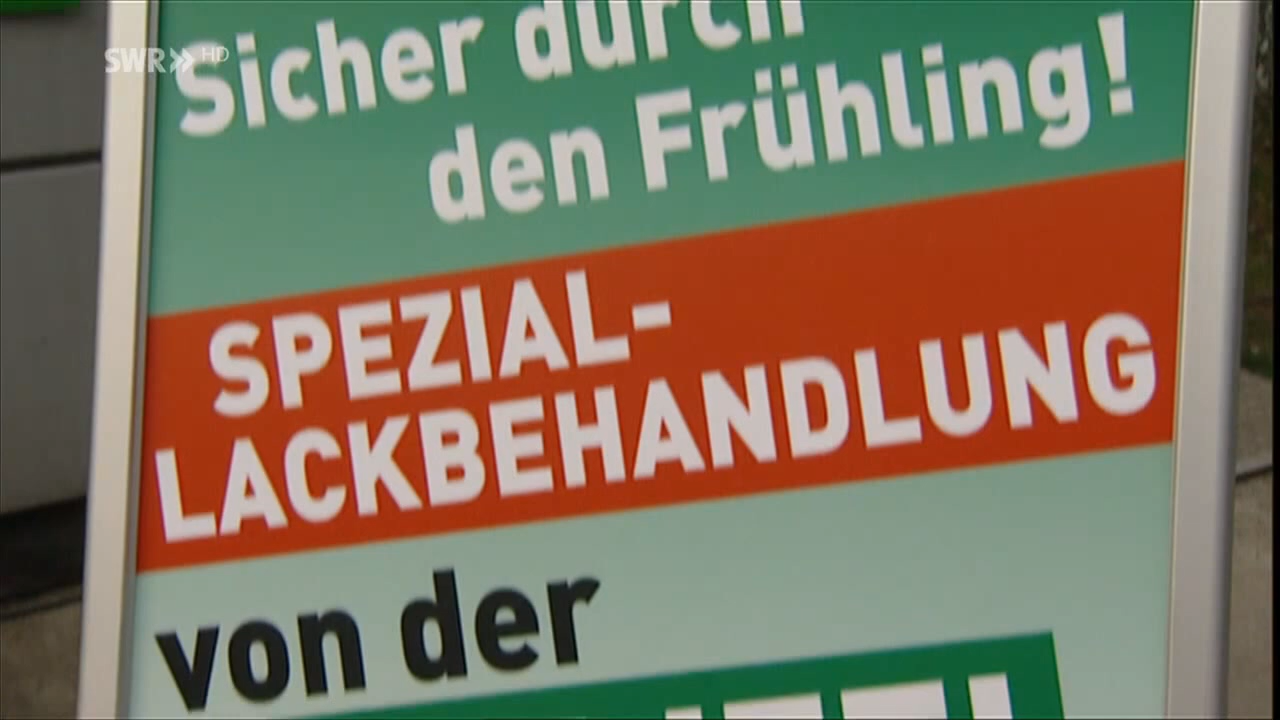 SWR>> HD
Sicher durch
den Frühling!
SPEZIAL-
LACKBEHANDLUNG
von der